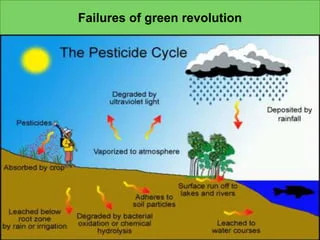 Failures of green revolution
The Pesticide Cycle
Degraded by
ultraviolet light
Deposited by
rainfall
Pesticides
Vaporized to atmosphere
Absorbed by crop
Surface run off to
lakes and rivers
Adheres to
soil particles
Leached below
root zone
by rain or irrigation
Degraded by bacterial
oxidation or chemical
hydrolysis
Leached to
water courses